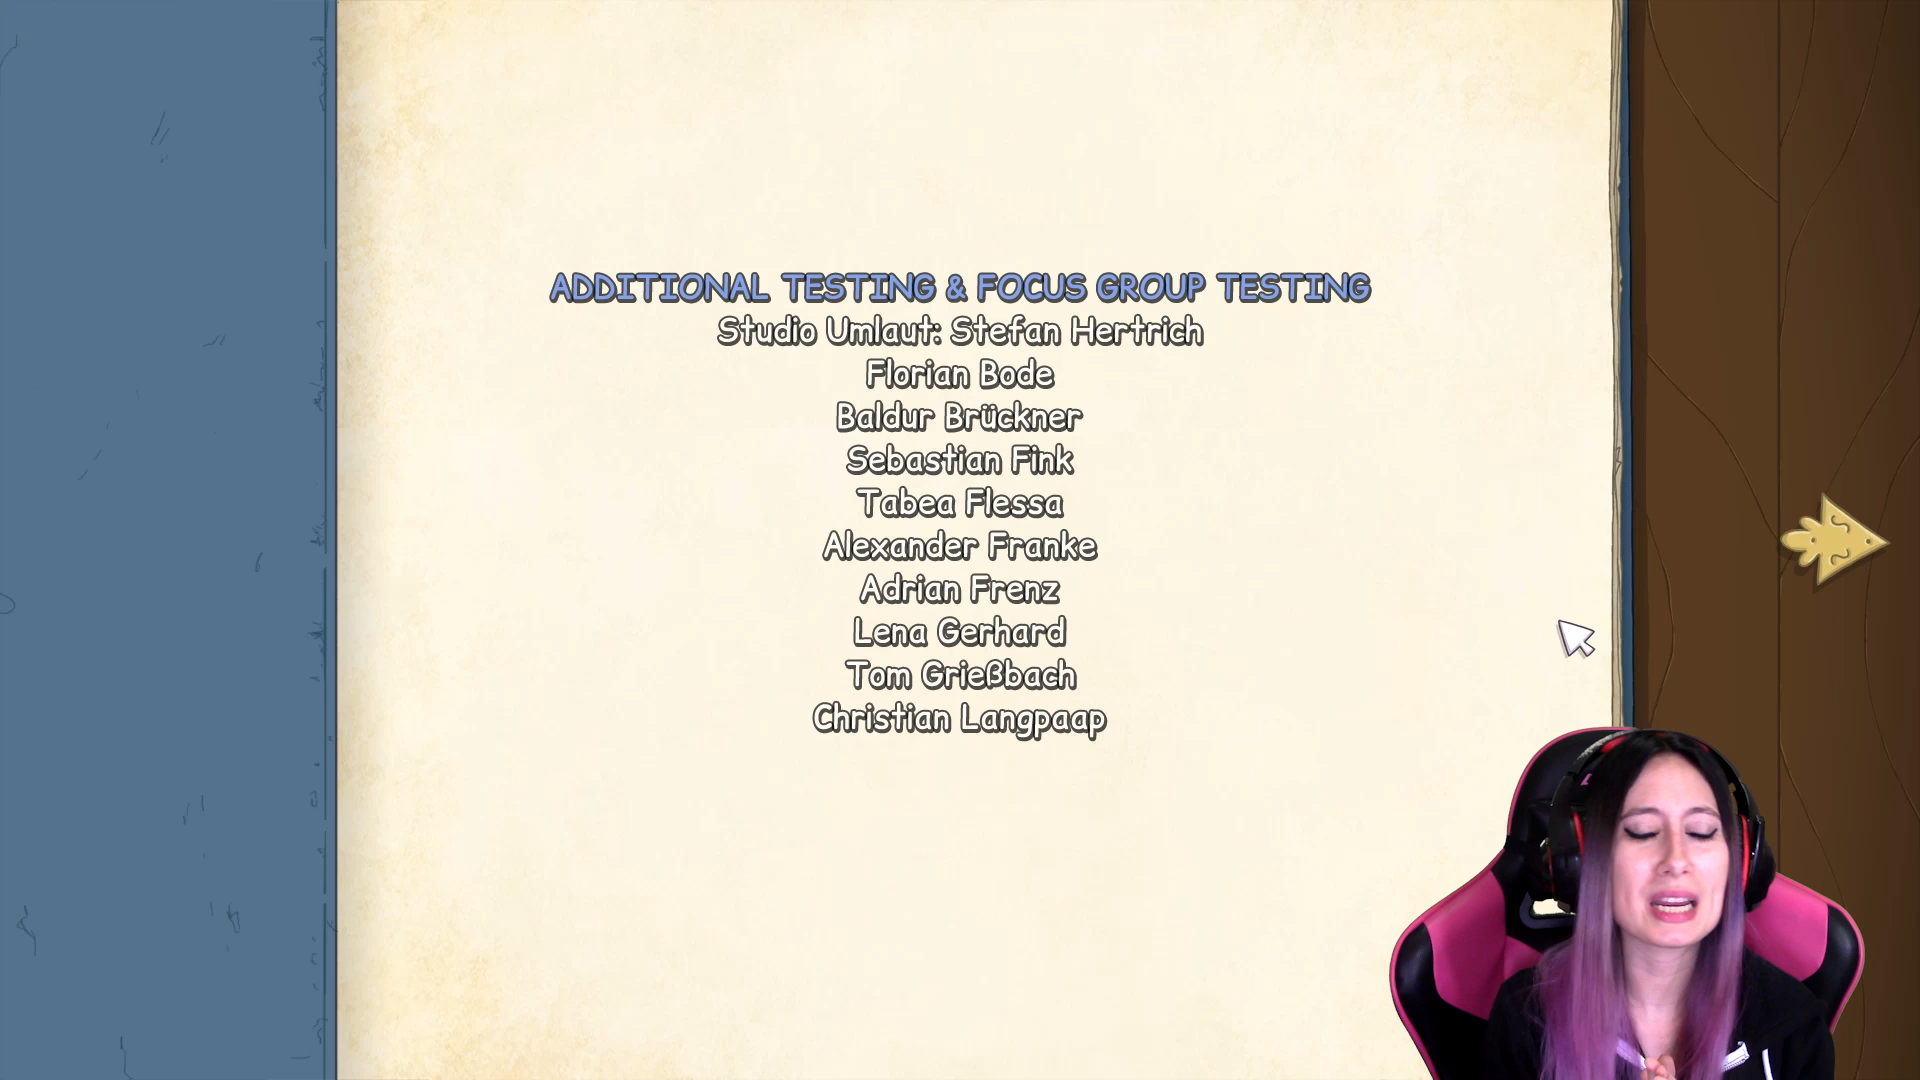 ADDITIONAL TESTING & FOCUS GROUP TESTING
Studio Umlaut: Stefan Hertrich
Florian Bode
Baldur Brückner
Sebastian Fink
Tabea Flessa
Alexander Franke
Adrian Frenz
Lena Gerhard
Tom Grießbach
Christian Langpaap